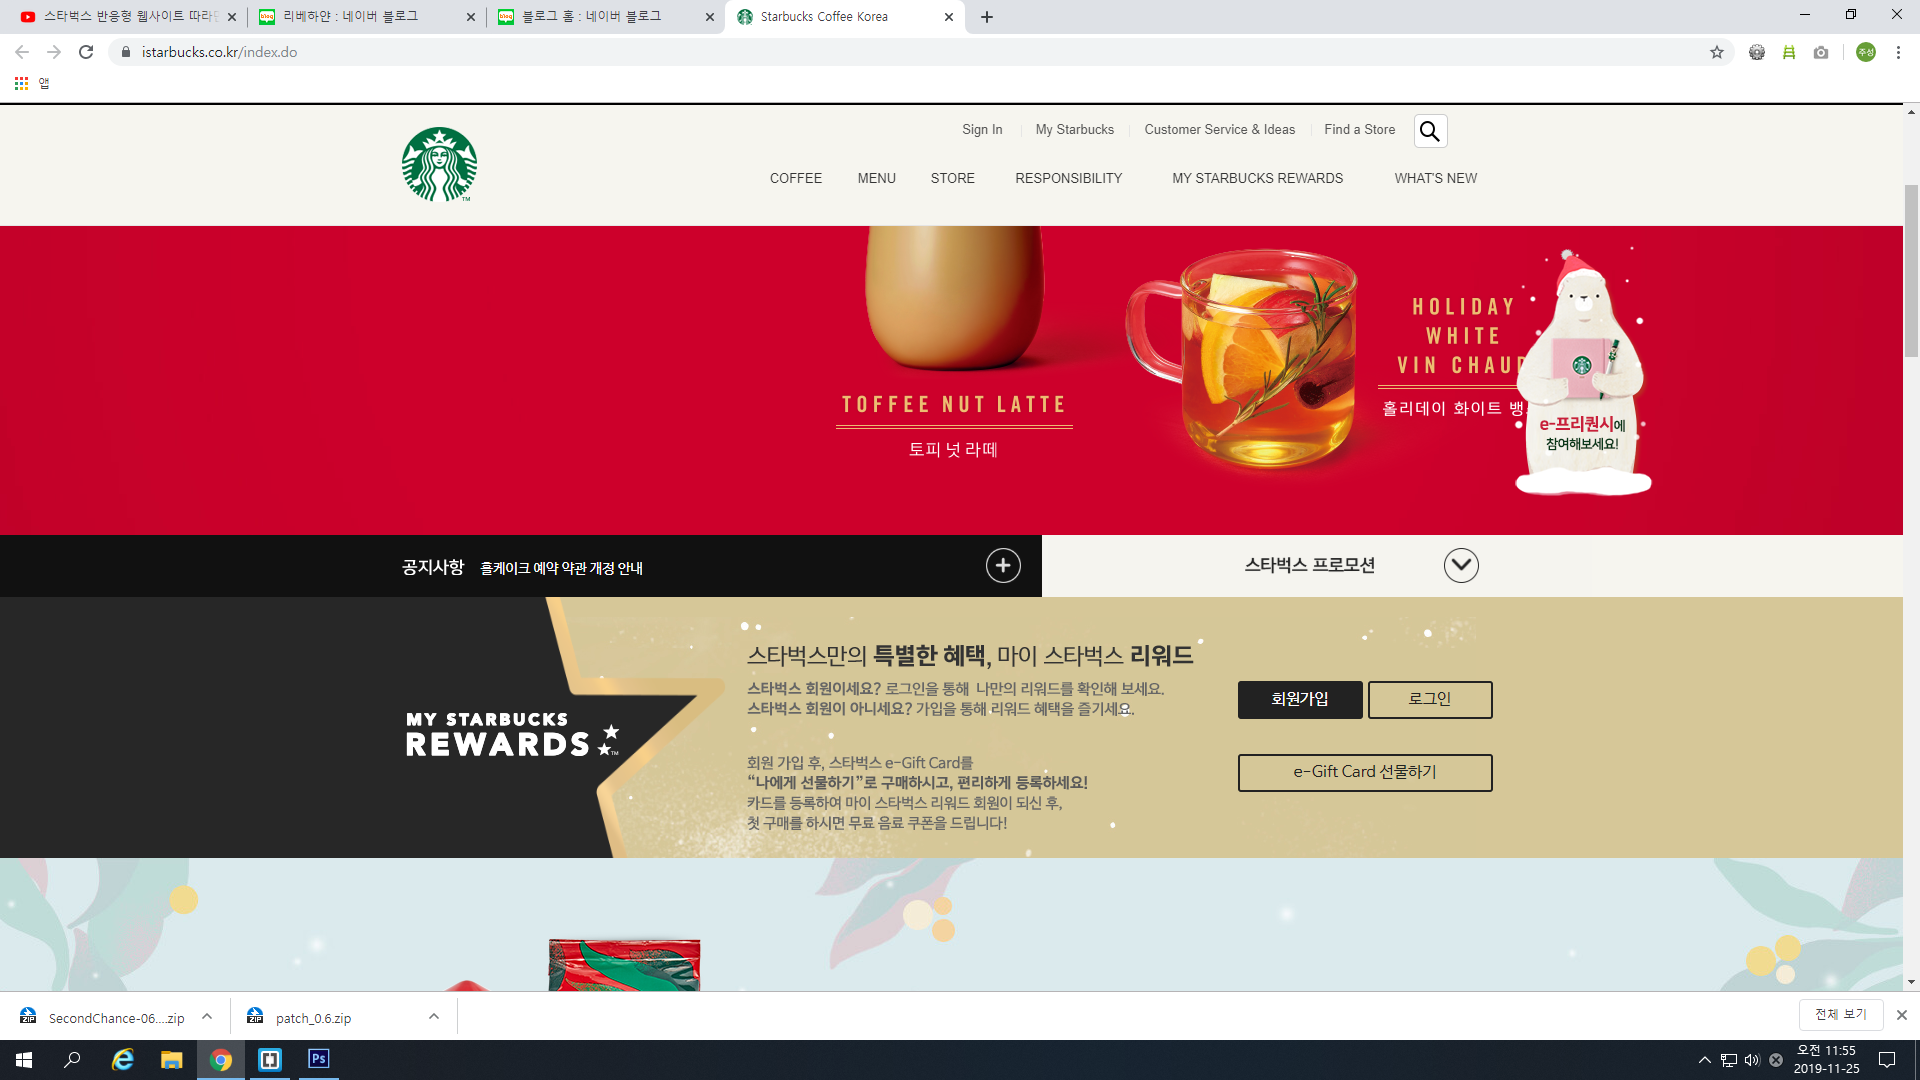 스타벅스 반응형 웹사이트 따라
리베하얀 : 네이버 블로그
블로그 홈 : 네이버 블로그
Starbucks Coffee Korea
istarbucks.co.kr/index.do
주성
앱
Sign In
My Starbucks
Customer Service & Ideas
Find a Store
COFFEE
MENU
STORE
RESPONSIBILITY
MY STARBUCKS REWARDS
WHAT'S NEW
TM
TOFFEE NUT LATTE
토피 넛 라떼
HOLIDAY
WHITE
VIN CHAUD
홀리데이 화이트 뱅
e-프리퀀시에
참여해보세요!
공지사항
홀케이크 예약 약관 개정 안내
스타벅스 프로모션
MY STARBUCKS
REWARDS
TM
스타벅스만의 특별한 혜택, 마이 스타벅스 리워드
스타벅스 회원이세요? 로그인을 통해 나만의 리워드를 확인해 보세요.
스타벅스 회원이 아니세요? 가입을 통해 리워드 혜택을 즐기세요.
회원 가입 후, 스타벅스 e-Gift Card를
“나에게 선물하기”로 구매하시고, 편리하게 등록하세요!
카드를 등록하여 마이 스타벅스 리워드 회원이 되신 후,
첫 구매를 하시면 무료 음료 쿠폰을 드립니다!
회원가입
로그인
e-Gift Card 선물하기
SecondChance-06....zip
patch_0.6.zip
전체 보기
Ps
오전 11:55
2019-11-25